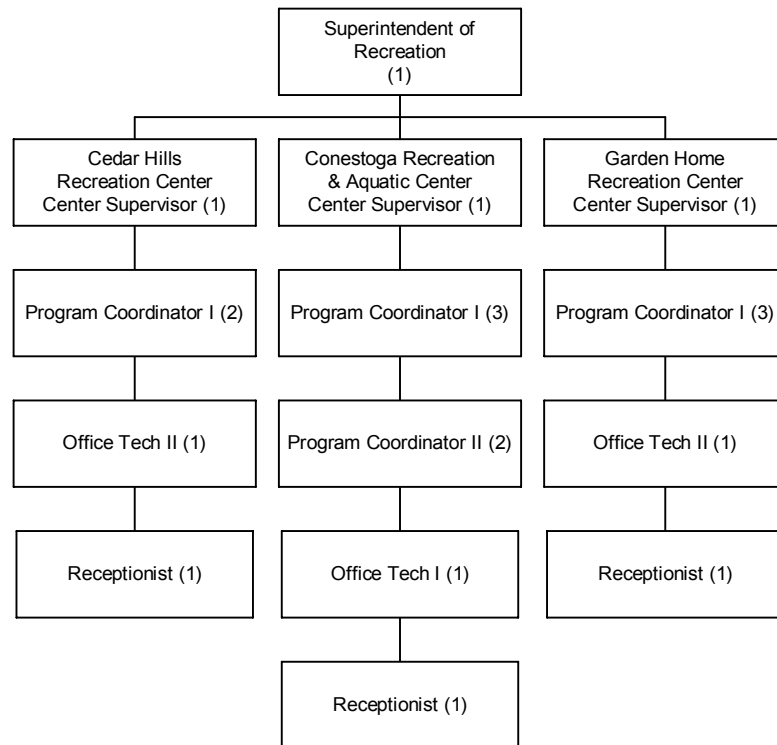 Superintendent of
Recreation
(1)
Cedar Hills
Recreation Center
Center Supervisor (1)
Conestoga Recreation
& Aquatic Center
Center Supervisor (1)
Garden Home
Recreation Center
Center Supervisor (1)
Program Coordinator I (2)
Program Coordinator I (3)
Program Coordinator I (3)
Office Tech II (1)
Program Coordinator II (2)
Office Tech II (1)
Receptionist (1)
Office Tech I (1)
Receptionist (1)
Receptionist (1)